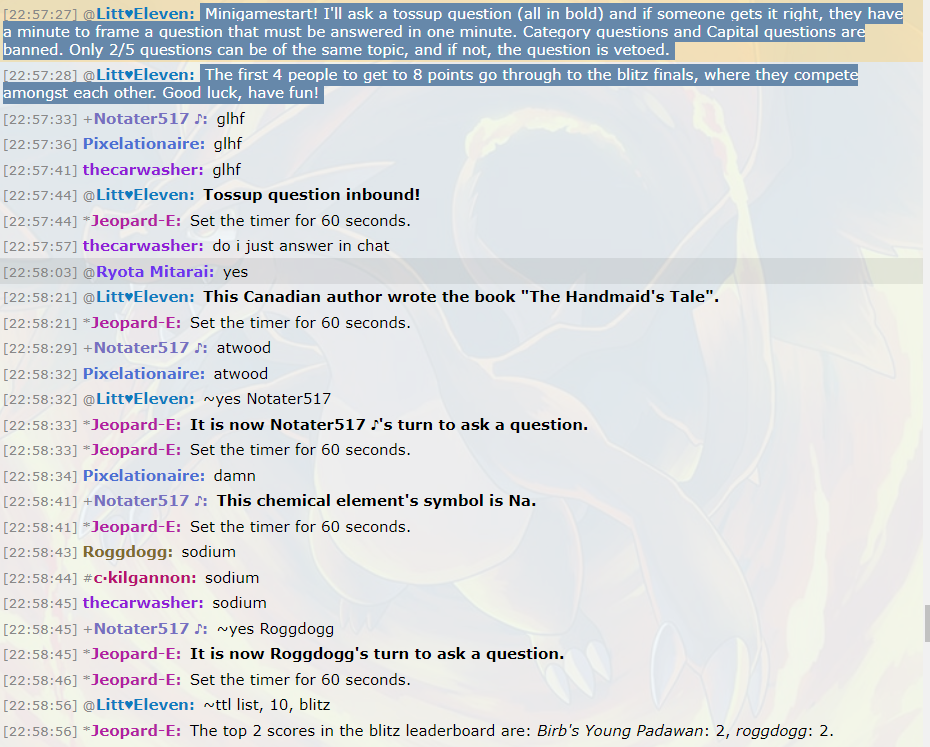 [22:57:27] @Litt♥Eleven: Minigamestart! I'll ask a tossup question (all in bold) and if someone gets it right, they have
a minute to frame a question that must be answered in one minute. Category questions and Capital questions are
banned. Only 2/5 questions can be of the same topic, and if not, the question is vetoed.
[22:57:28] @Litt♥Eleven: The first 4 people to get to 8 points go through to the blitz finals, where they compete
amongst each other. Good luck, have fun!
[22:57:33] +Notater517 ♪: glhf
[22:57:36] Pixelationaire: glhf
[22:57:41] thecarwasher: glhf
[22:57:44] @Litt♥Eleven: Tossup question inbound!
[22:57:44] *Jeopard-E: Set the timer for 60 seconds.
[22:57:57] thecarwasher: do i just answer in chat
[22:58:03] @Ryota Mitarai: yes
[22:58:21] @Litt♥Eleven: This Canadian author wrote the book "The Handmaid's Tale".
[22:58:21] *Jeopard-E: Set the timer for 60 seconds.
[22:58:29] +Notater517 ♪: atwood
[22:58:32] Pixelationaire: atwood
[22:58:32] @Litt♥Eleven: ~yes Notater517
[22:58:33] *Jeopard-E: It is now Notater517 ♪'s turn to ask a question.
[22:58:33] *Jeopard-E: Set the timer for 60 seconds.
[22:58:34] Pixelationaire: damn
[22:58:41] +Notater517 ♪: This chemical element's symbol is Na.
[22:58:41] *Jeopard-E: Set the timer for 60 seconds.
[22:58:43] Roggdogg: sodium
[22:58:44] #c·kilgannon: sodium
[22:58:45] thecarwasher: sodium
[22:58:45] +Notater517 ♪: ~yes Roggdogg
[22:58:45] *Jeopard-E: It is now Roggdogg's turn to ask a question.
[22:58:46] *Jeopard-E: Set the timer for 60 seconds.
[22:58:56] @Litt♥Eleven: ~ttl list, 10, blitz
[22:58:56] *Jeopard-E: The top 2 scores in the blitz leaderboard are: Birb's Young Padawan: 2, roggdogg: 2.